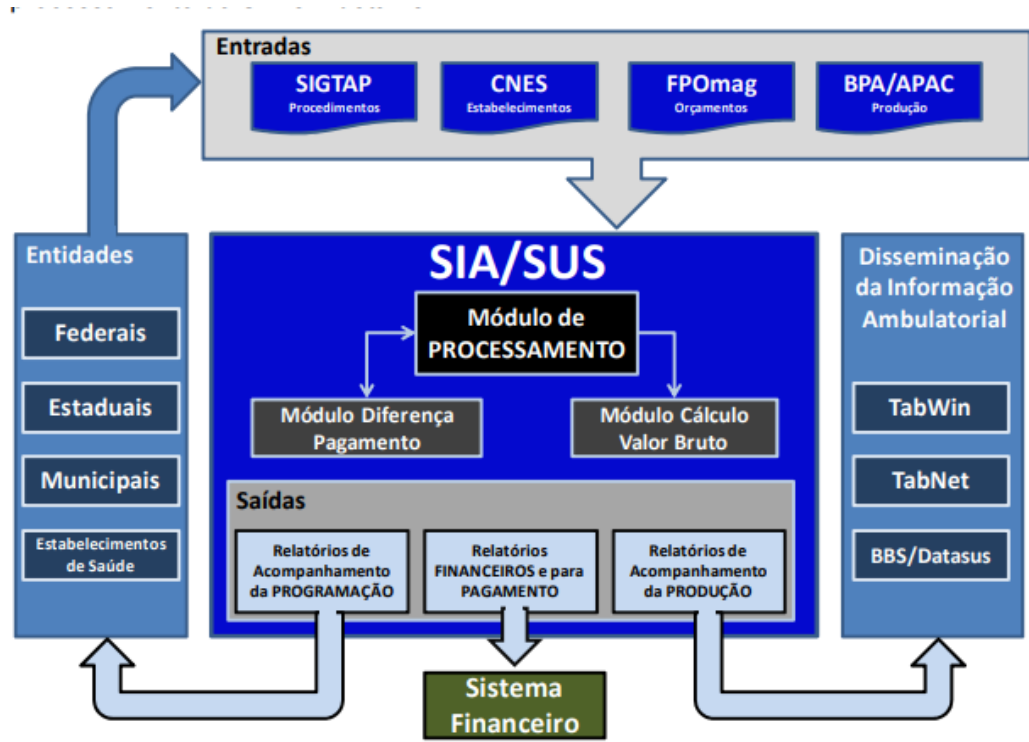 Entradas
SIGTAP
Procedimentos
CNES
Estabelecimentos
FPOmag
Orçamentos
BPA/APAC
Produção
Entidades
Federais
Estaduais
Municipais
Estabelecimentos
de Saúde
SIA/SUS
Módulo de
PROCESSAMENTO
Módulo Diferença
Pagamento
Módulo Cálculo
Valor Bruto
Saídas
Relatórios de
Acompanhamento
da PROGRAMAÇÃO
Relatórios
FINANCEIROS e para
PAGAMENTO
Relatórios de
Acompanhamento
da PRODUÇÃO
Disseminação
da Informação
Ambulatorial
TabWin
TabNet
BBS/Datasus
Sistema
Financeiro